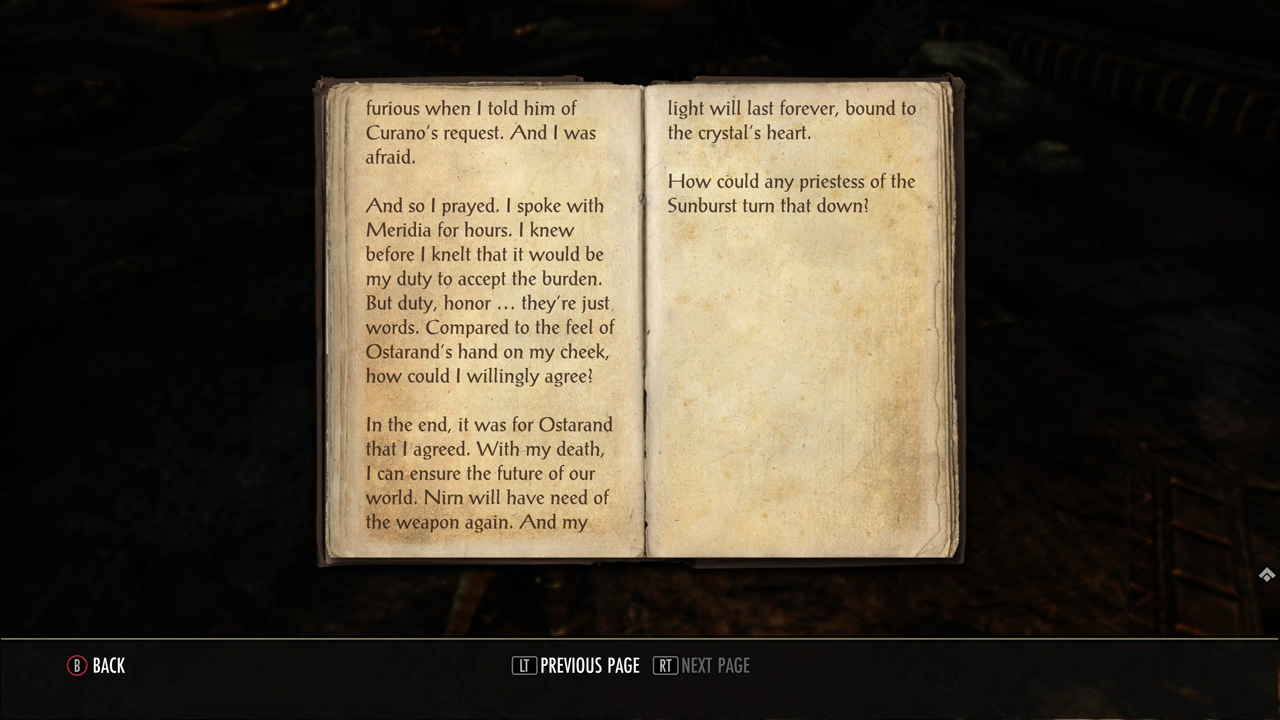 furious when I told him of
Curano's request. And I was
afraid.
And so I prayed. I spoke with
Meridia for hours. I knew
before I knelt that it would be
my duty to accept the burden.
But duty, honor ... they're just
words. Compared to the feel of
Ostarand's hand on my cheek,
how could I willingly agree?
In the end, it was for Ostarand
that I agreed. With my death,
I can ensure the future of our
world. Nirn will have need of
the weapon again. And my
light will last forever, bound to
the crystal's heart.
How could any priestess of the
Sunburst turn that down?
B BACK
LT PREVIOUS PAGE RT NEXT PAGE